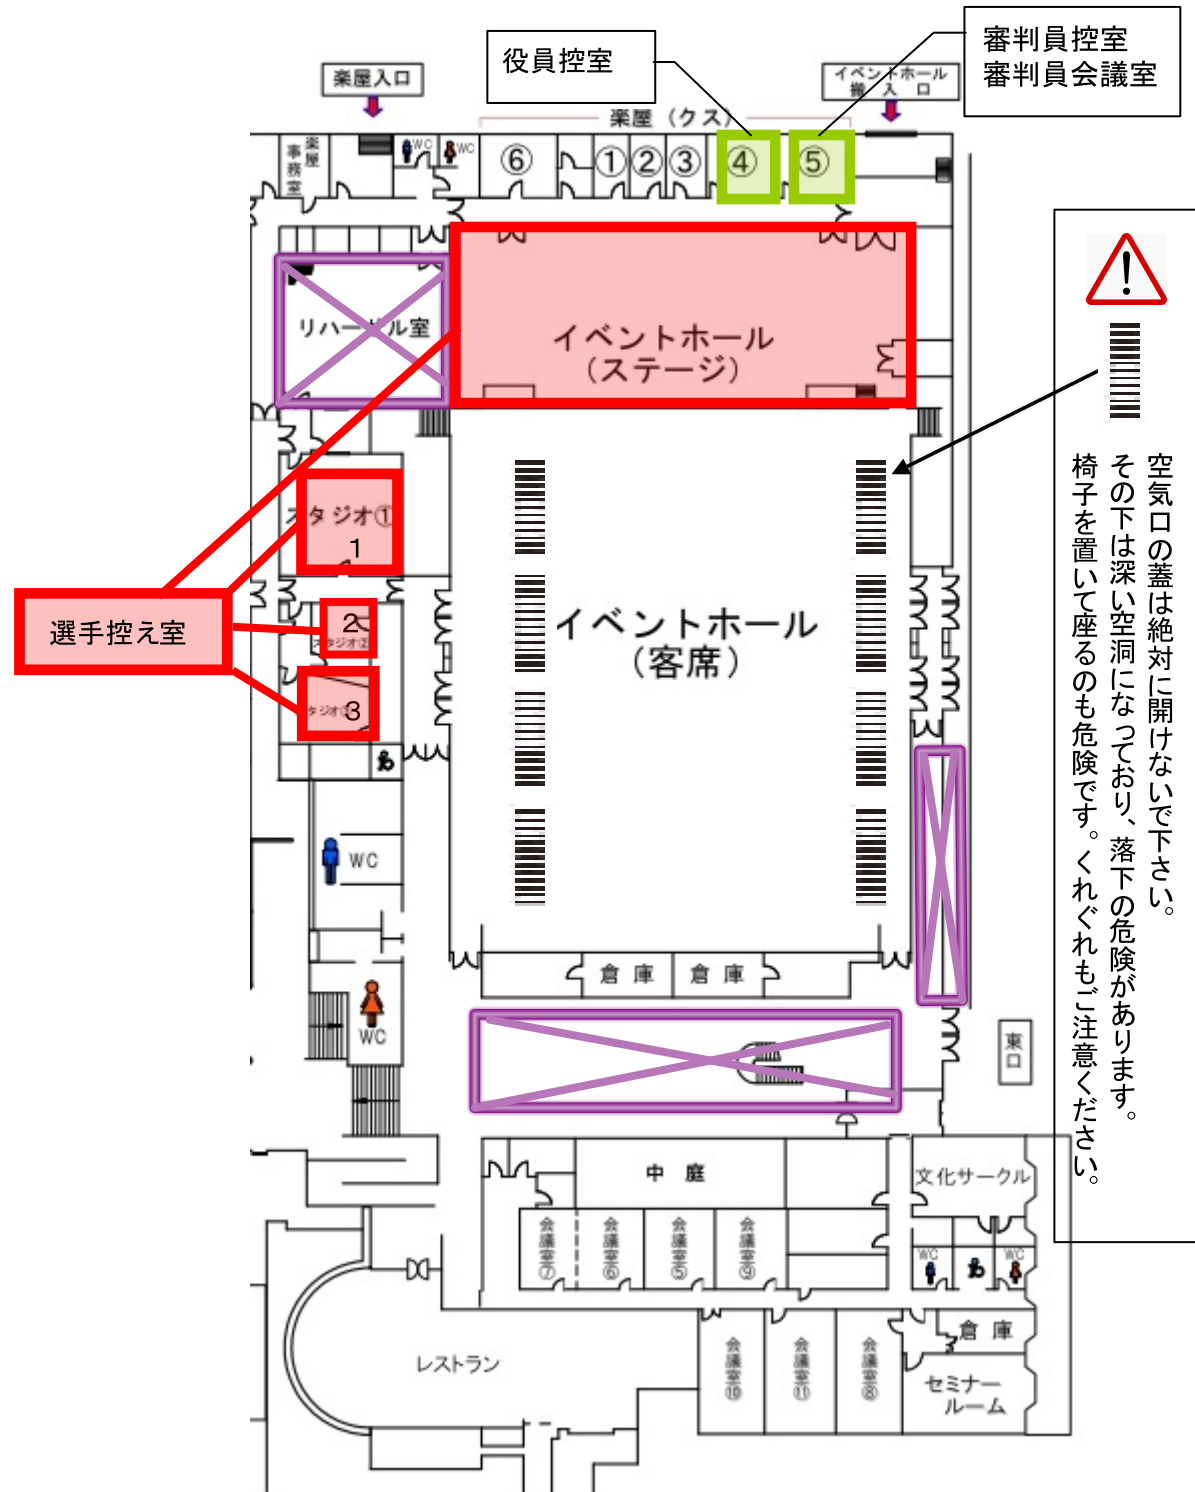 役員控室
審判員控室
審判員会議室
楽屋入口
イベントホール
搬入口
楽屋（クス）
楽屋
事務室
WC
WC
⑥
①
②
③
④
⑤
リハーサル室
イベントホール
（ステージ）
スタジオ①
1
選手控え室
2
スタジオ②
3
スタジオ③
イベントホール
（客席）
空気口の蓋は絶対に開けないで下さい。
その下は深い空洞になっており、落下の危険があります。
椅子を置いて座るのも危険です。くれぐれもご注意ください。
WC
倉庫
倉庫
WC
東口
中庭
文化サークル
会議室⑦
会議室⑥
会議室⑤
会議室⑨
WC
WC
倉庫
レストラン
会議室⑩
会議室⑪
会議室⑧
セミナー
ルーム